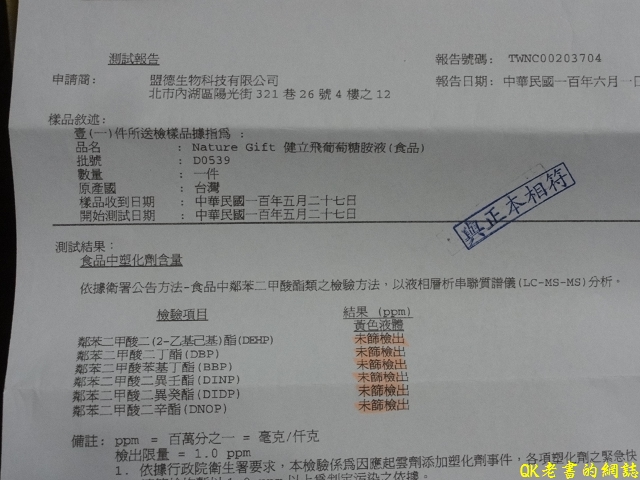 測試報告
報告號碼： TWNC00203704
申請商： 盟德生物科技有限公司
報告日期：中華民國一百年六月一日
北市內湖區陽光街321巷26號4樓之12
樣品敘述：
壹(一)件所送檢樣品據指為：
品名 ：Nature Gift 健立飛葡萄糖胺液(食品)
批號 ：D0539
數量 ：一件
原產國 ：台灣
樣品收到日期 ：中華民國一百年五月二十七日
開始測試日期 ：中華民國一百年五月二十七日
與正本相符
測試結果：
食品中塑化劑含量
依據衛署公告方法-食品中鄰苯二甲酸酯類之檢驗方法，以液相層析串聯質譜儀(LC-MS-MS)分析。
檢驗項目 結果 (ppm)
黃色液體
鄰苯二甲酸二(2-乙基己基)酯(DEHP) 未篩檢出
鄰苯二甲酸二丁酯(DBP) 未篩檢出
鄰苯二甲酸苯基丁酯(BBP) 未篩檢出
鄰苯二甲酸二異壬酯(DINP) 未篩檢出
鄰苯二甲酸二異癸酯(DIDP) 未篩檢出
鄰苯二甲酸二辛酯(DNOP) 未篩檢出
備註：ppm = 百萬分之一 = 毫克/仟克
檢出限量 = 1.0 ppm
1. 依據行政院衛生署要求，本檢驗係為因應起雲劑添加塑化劑事件，各項塑化劑之緊急快
QK老書的網誌